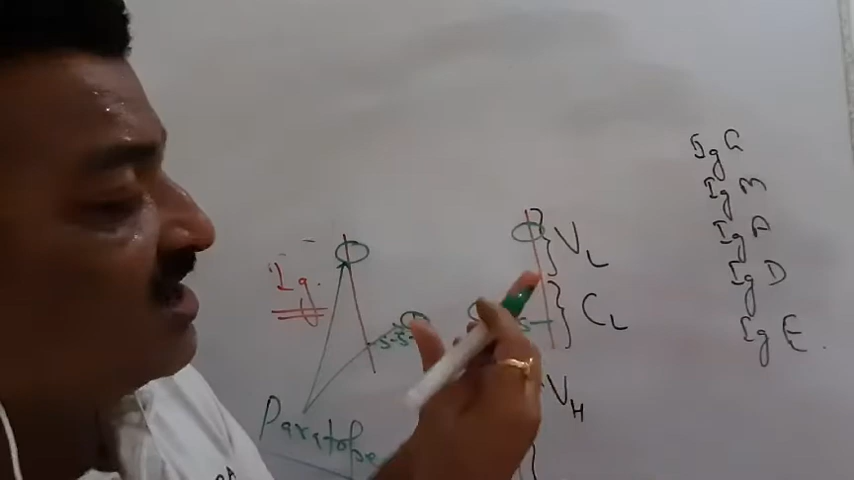 Ig.
Paratope
S-S
S
VL
CL
VH
IgG
IgM
IgA
IgD
IgE.